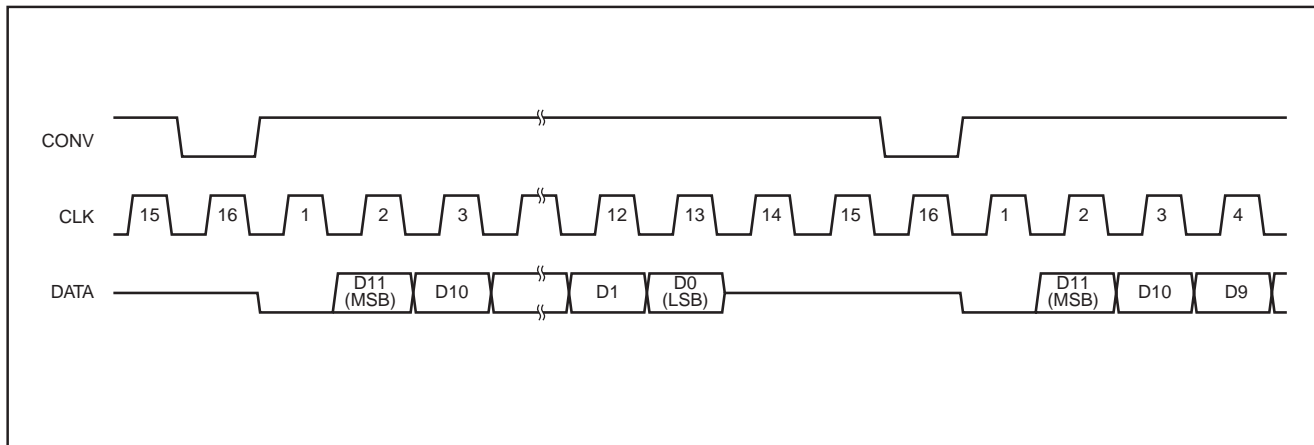 CONV
CLK 15 16 1 2 3 12 13 14 15 16 1 2 3 4
DATA D11 (MSB) D10 D1 D0 (LSB) D11 (MSB) D10 D9